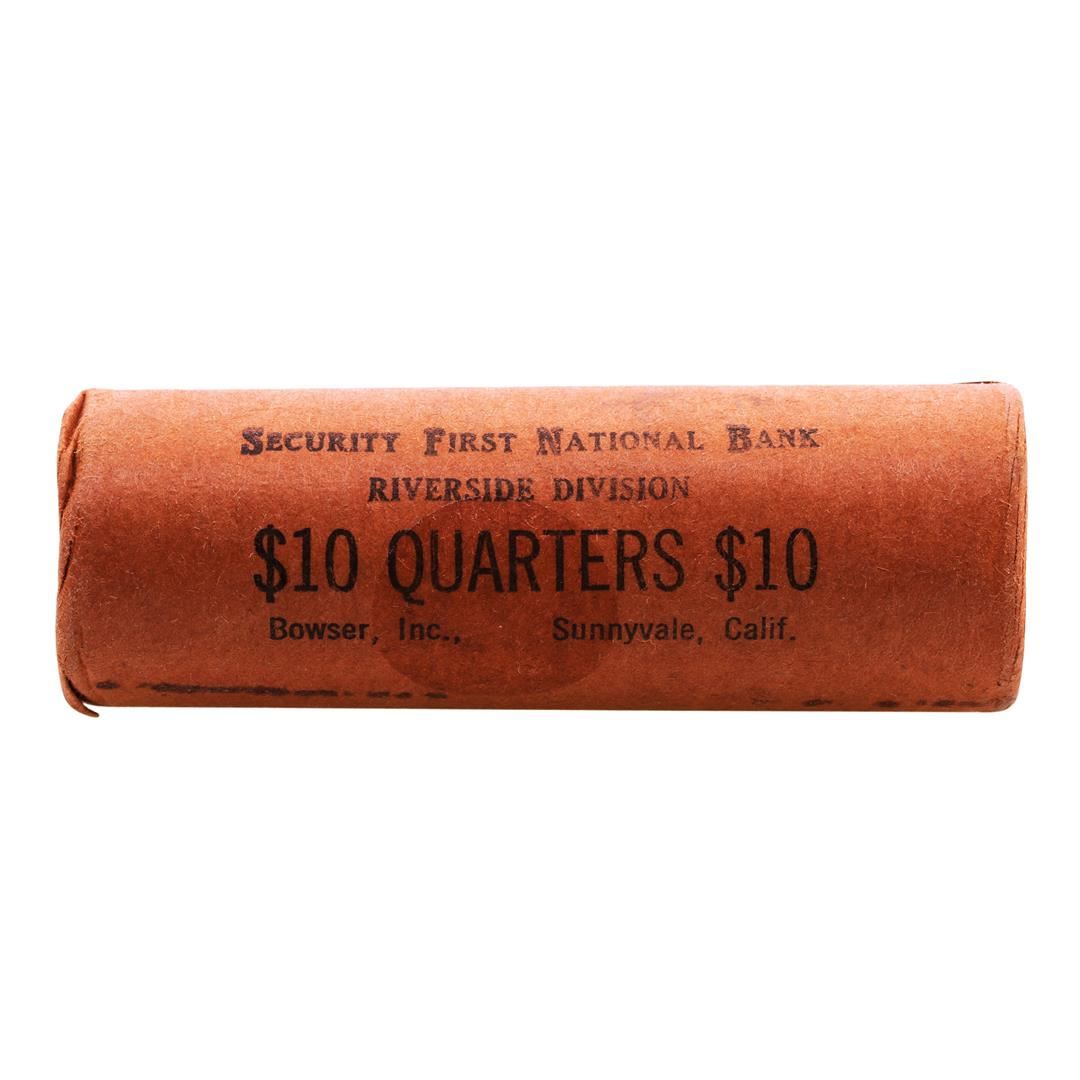 SECURITY FIRST NATIONAL BANK
RIVERSIDE DIVISION
$10 QUARTERS $10
Bowser, Inc., Sunnyvale, Calif.